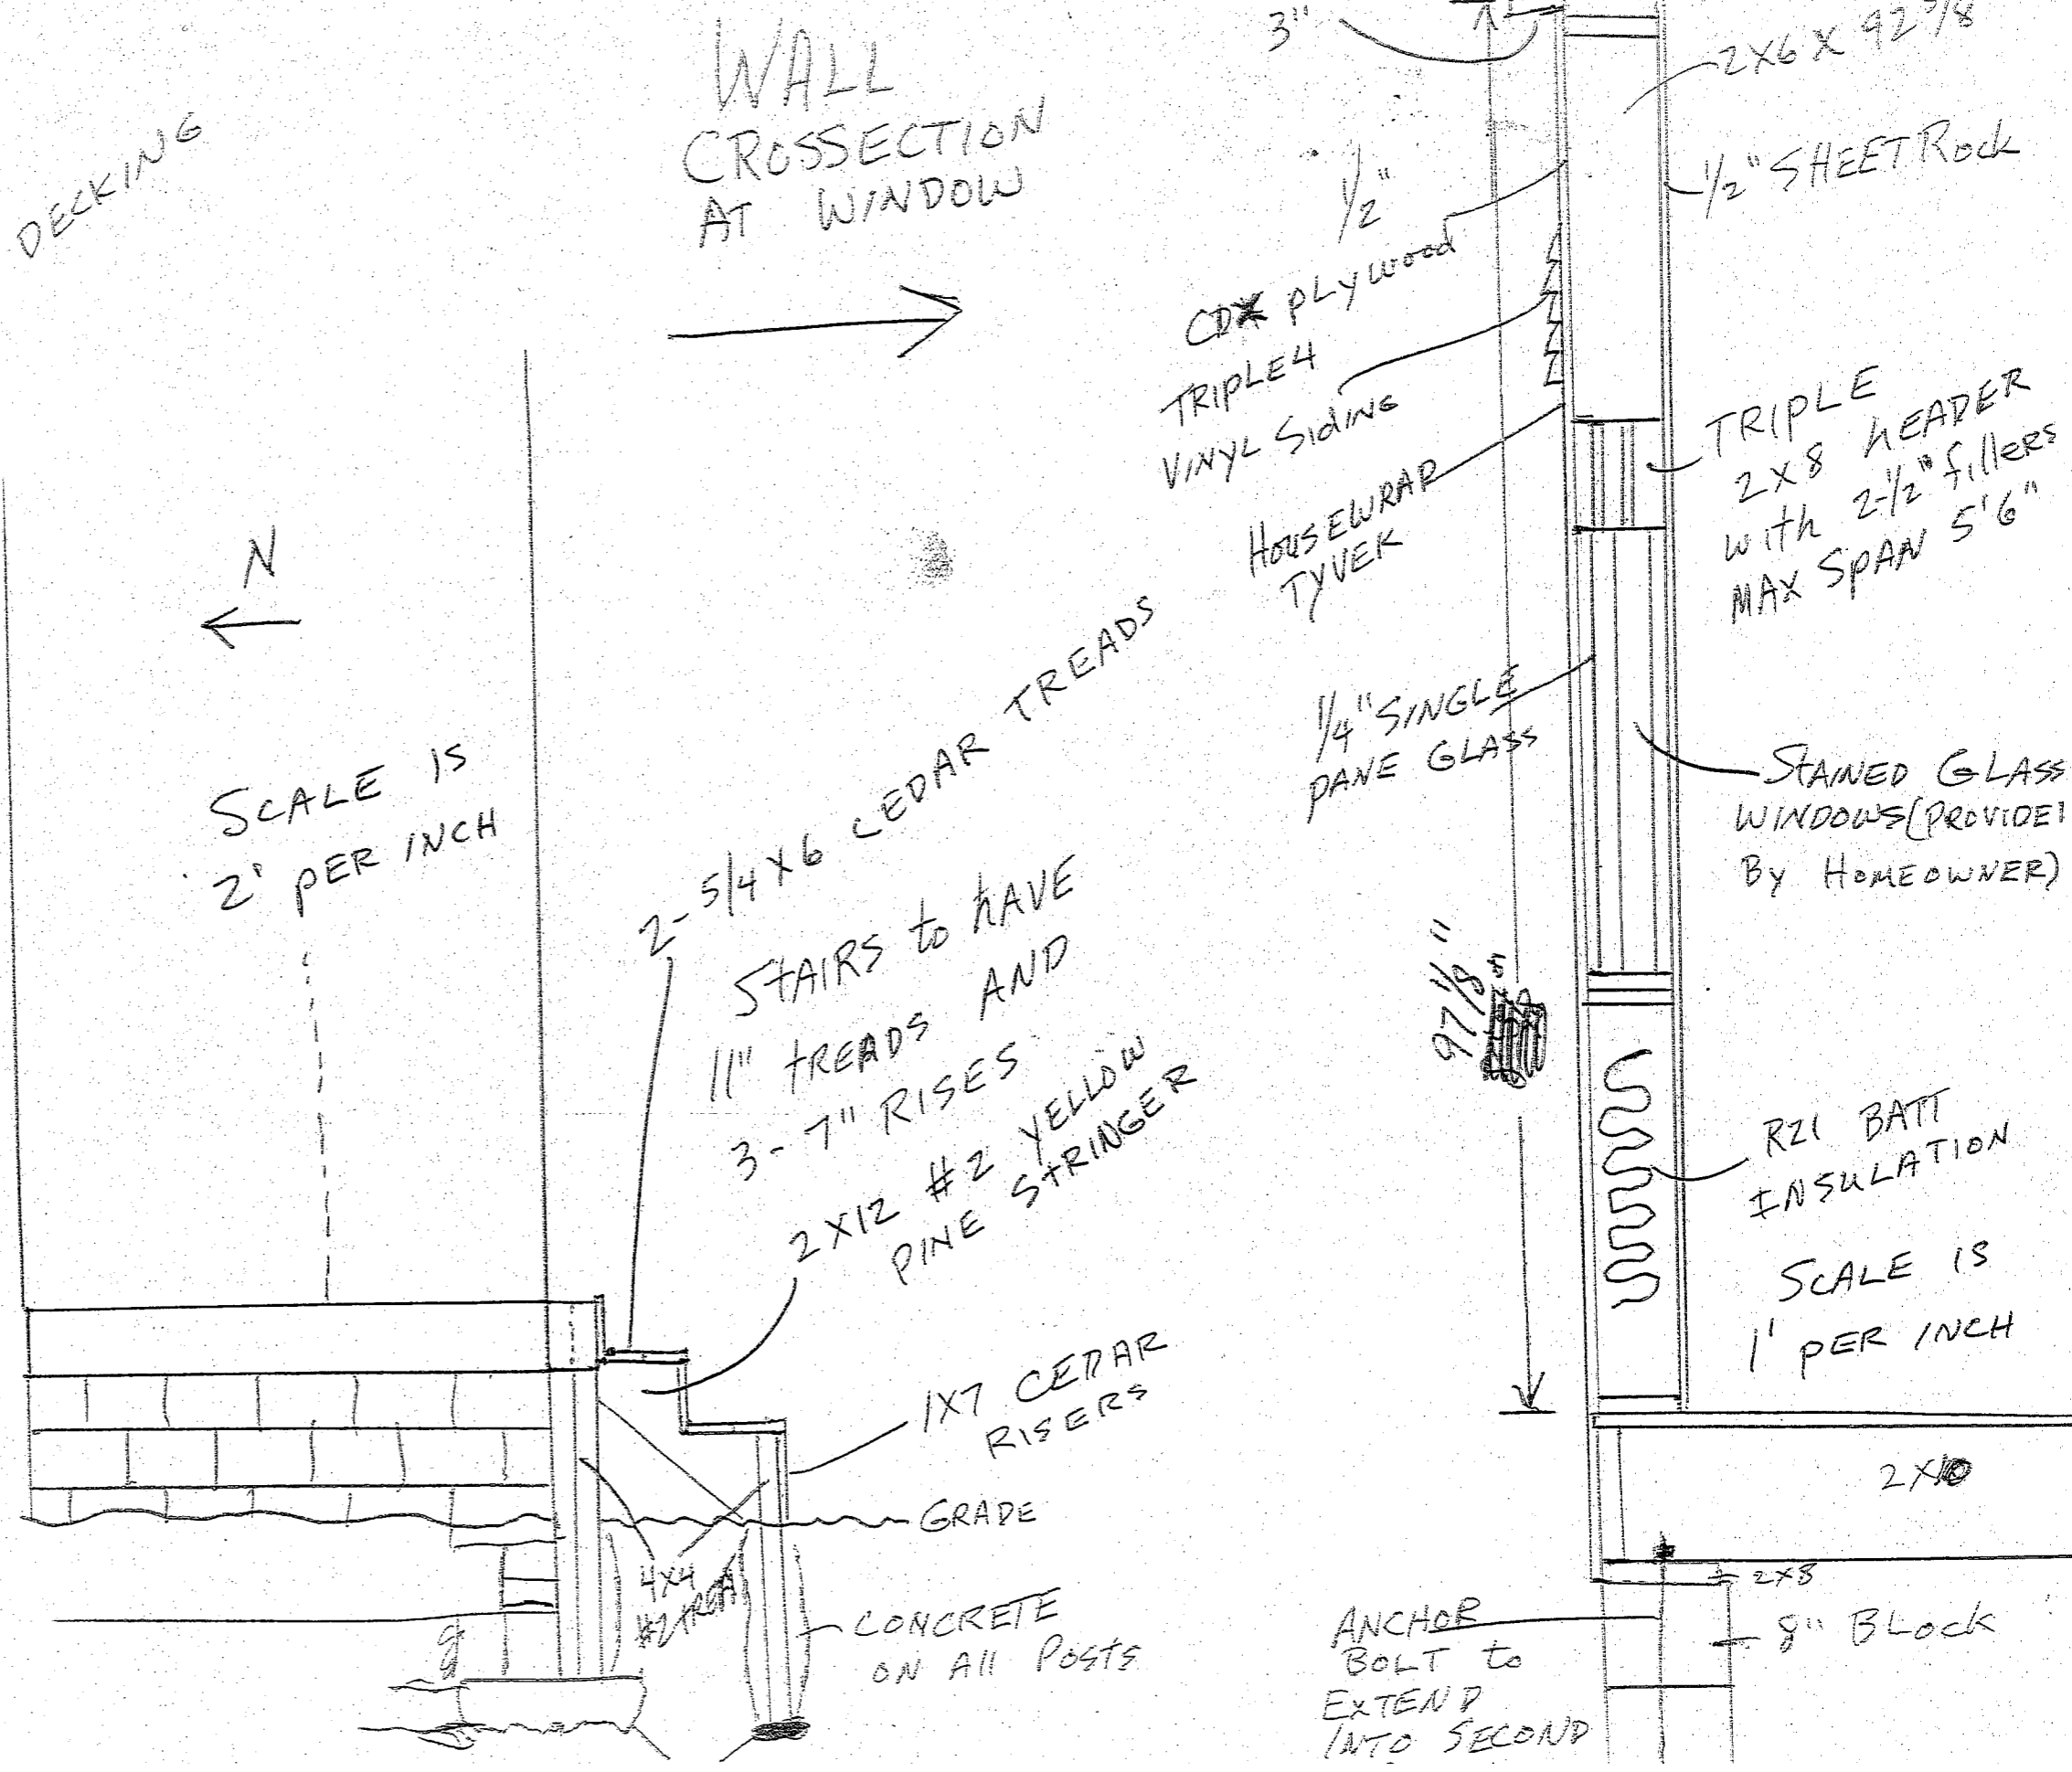 DECKING
WALL
CROSSECTION
AT WINDOW
N
SCALE IS
2' PER INCH
2-5/4X6 CEDAR TREADS
STAIRS to HAVE
11" TREADS AND
3-7" RISES
2X12 #2 YELLOW
PINE STRINGER
1X7 CEDAR
RISERS
GRADE
4X4
CONCRETE
ON All Posts
3"
2X6 X 92 5/8
1/2" SHEETRock
1/2"
CDX PLYwood
TRIPLE 4
VINYL SIDING
HOUSEWRAP
TYVEK
TRIPLE
2X8 hEADER
with 2-1/2" fillers
MAX SPAN 5'6"
1/4" SINGLE
PANE GLASS
STAINED GLASS
WINDOWS (PROVIDE
By HOMEOWNER)
97 1/8"
R21 BATT
INSULATION
SCALE IS
1' PER INCH
2X10
2X8
8" BLOCK
ANCHOR
BOLT to
EXTEND
INTO SECOND